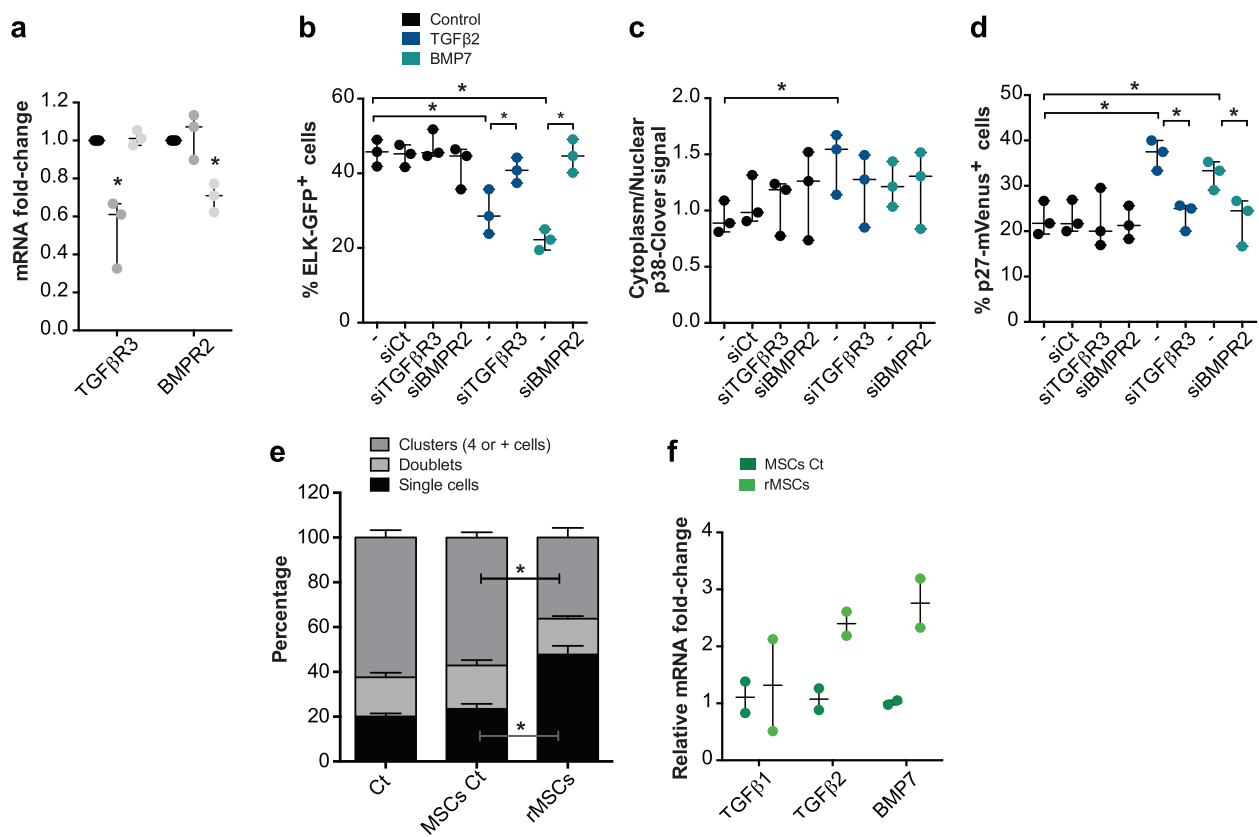 a
mRNA fold-change
1.2
1.0
0.8
0.6
0.4
0.2
0.0
*
*
TGFβR3
BMPR2
b
Control
TGFβ2
BMP7
% ELK-GFP+ cells
60
40
20
0
*
*
*
*
-
siCt
siTGFβR3
siBMPR2
-
siTGFβR3
-
siBMPR2
c
Cytoplasm/Nuclear
p38-Clover signal
2.0
1.5
1.0
0.5
0.0
*
-
siCt
siTGFβR3
siBMPR2
-
siTGFβR3
-
siBMPR2
d
% p27-mVenus+ cells
50
40
30
20
10
0
*
*
*
*
-
siCt
siTGFβR3
siBMPR2
-
siTGFβR3
-
siBMPR2
e
Clusters (4 or + cells)
Doublets
Single cells
Percentage
120
100
80
60
40
20
0
*
*
Ct
MSCs Ct
rMSCs
f
MSCs Ct
rMSCs
Relative mRNA fold-change
4
3
2
1
0
TGFβ1
TGFβ2
BMP7